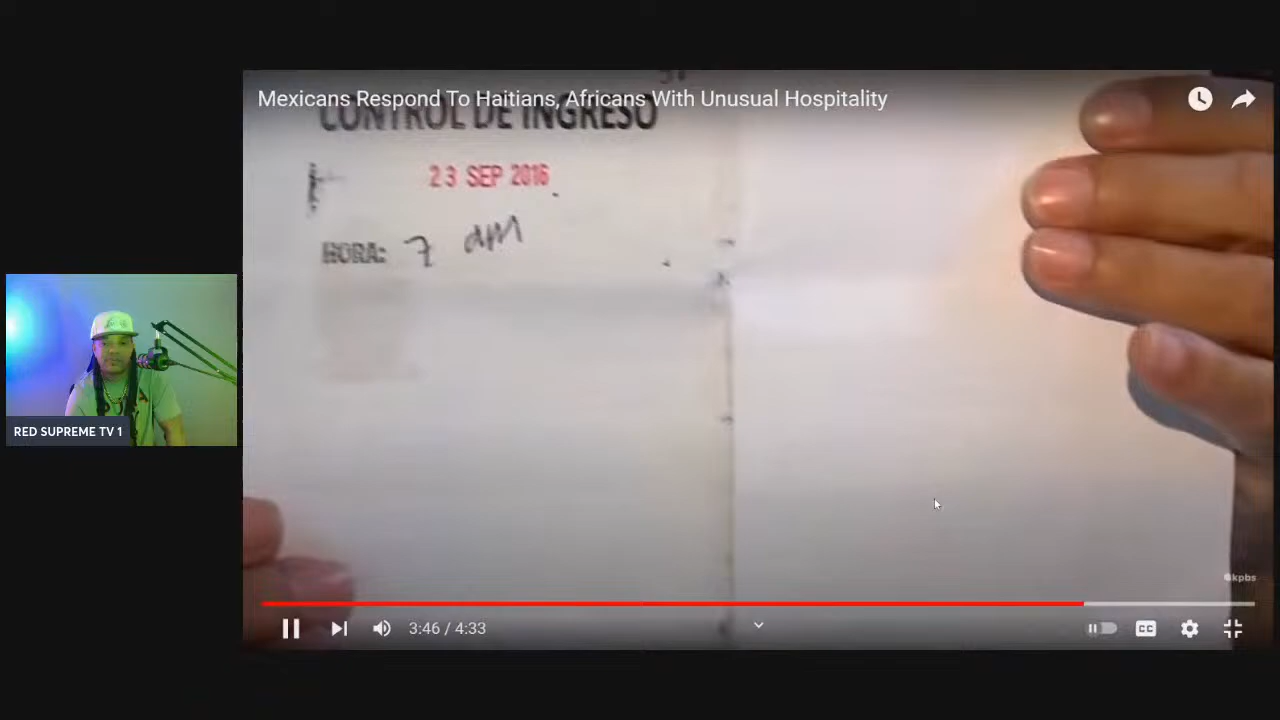 Mexicans Respond To Haitians, Africans With Unusual Hospitality
CONTROL DE INGRESO
23 SEP 2016
HORA: 7 am
RED SUPREME TV 1
kpbs
3:46 / 4:33
CC